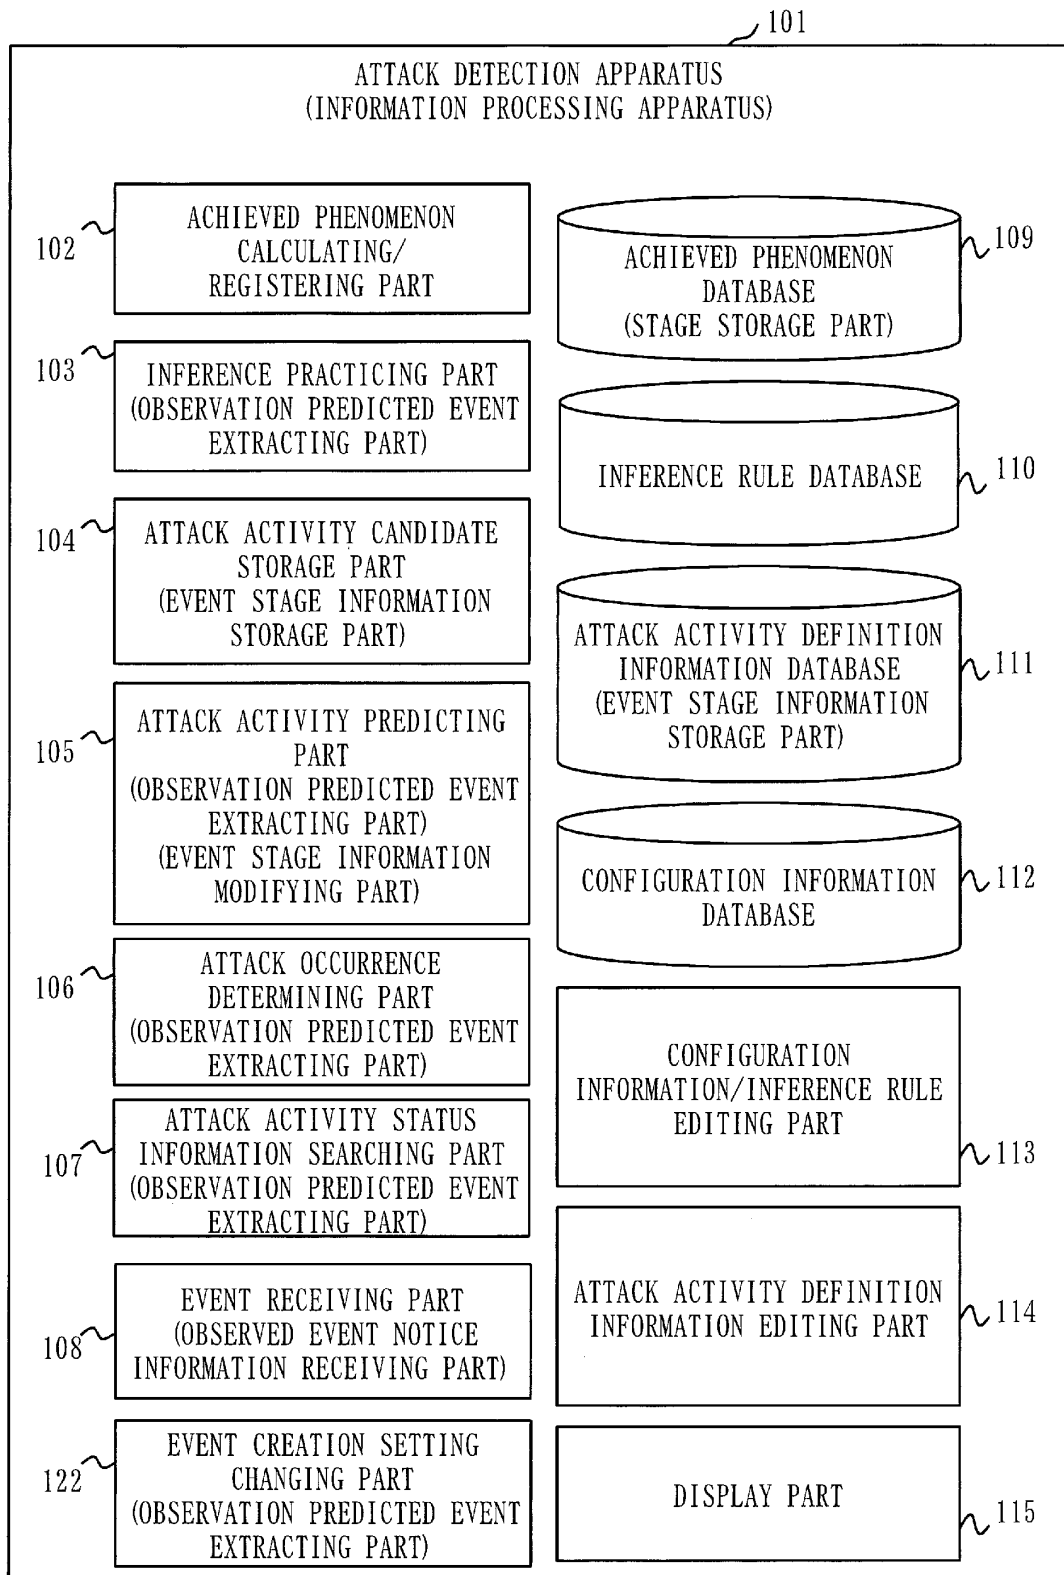 101
ATTACK DETECTION APPARATUS
(INFORMATION PROCESSING APPARATUS)
102
ACHIEVED PHENOMENON
CALCULATING/
REGISTERING PART
103
INFERENCE PRACTICING PART
(OBSERVATION PREDICTED EVENT
EXTRACTING PART)
104
ATTACK ACTIVITY CANDIDATE
STORAGE PART
(EVENT STAGE INFORMATION
STORAGE PART)
105
ATTACK ACTIVITY PREDICTING
PART
(OBSERVATION PREDICTED EVENT
EXTRACTING PART)
(EVENT STAGE INFORMATION
MODIFYING PART)
106
ATTACK OCCURRENCE
DETERMINING PART
(OBSERVATION PREDICTED EVENT
EXTRACTING PART)
107
ATTACK ACTIVITY STATUS
INFORMATION SEARCHING PART
(OBSERVATION PREDICTED EVENT
EXTRACTING PART)
108
EVENT RECEIVING PART
(OBSERVED EVENT NOTICE
INFORMATION RECEIVING PART)
122
EVENT CREATION SETTING
CHANGING PART
(OBSERVATION PREDICTED EVENT
EXTRACTING PART)
109
ACHIEVED PHENOMENON
DATABASE
(STAGE STORAGE PART)
110
INFERENCE RULE DATABASE
111
ATTACK ACTIVITY DEFINITION
INFORMATION DATABASE
(EVENT STAGE INFORMATION
STORAGE PART)
112
CONFIGURATION INFORMATION
DATABASE
CONFIGURATION
INFORMATION/INFERENCE RULE
EDITING PART
113
ATTACK ACTIVITY DEFINITION
INFORMATION EDITING PART
114
DISPLAY PART
115